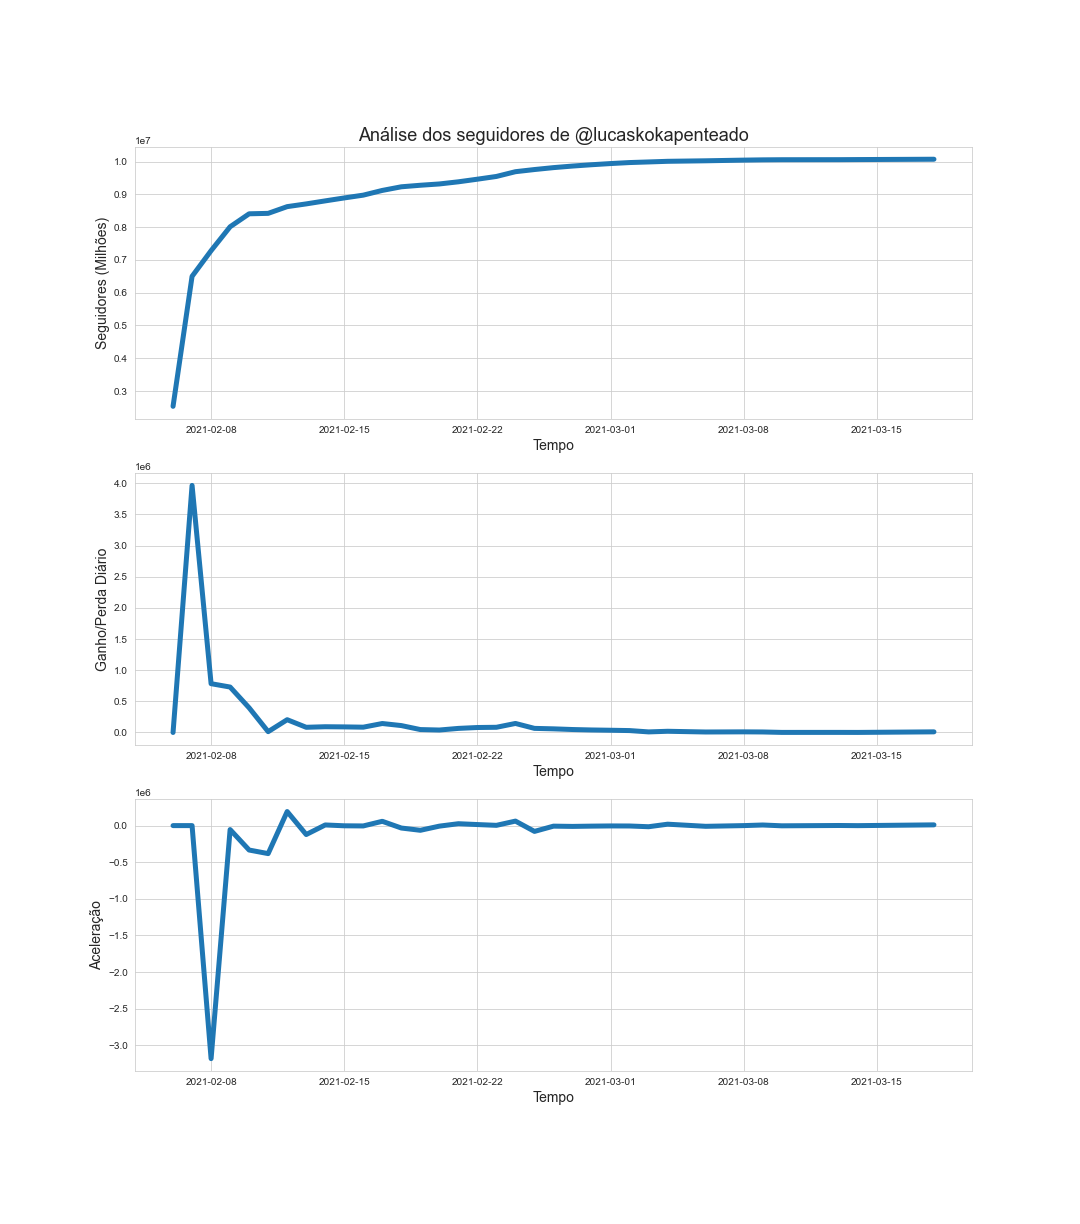 Análise dos seguidores de @lucaskokapenteado
1e7
1.0
0.9
0.8
0.7
0.6
0.5
0.4
0.3
Seguidores (Milhões)
2021-02-08 2021-02-15 2021-02-22 2021-03-01 2021-03-08 2021-03-15
Tempo
1e6
4.0
3.5
3.0
2.5
2.0
1.5
1.0
0.5
0.0
Ganho/Perda Diário
2021-02-08 2021-02-15 2021-02-22 2021-03-01 2021-03-08 2021-03-15
Tempo
1e6
0.0
−0.5
−1.0
−1.5
−2.0
−2.5
−3.0
Aceleração
2021-02-08 2021-02-15 2021-02-22 2021-03-01 2021-03-08 2021-03-15
Tempo